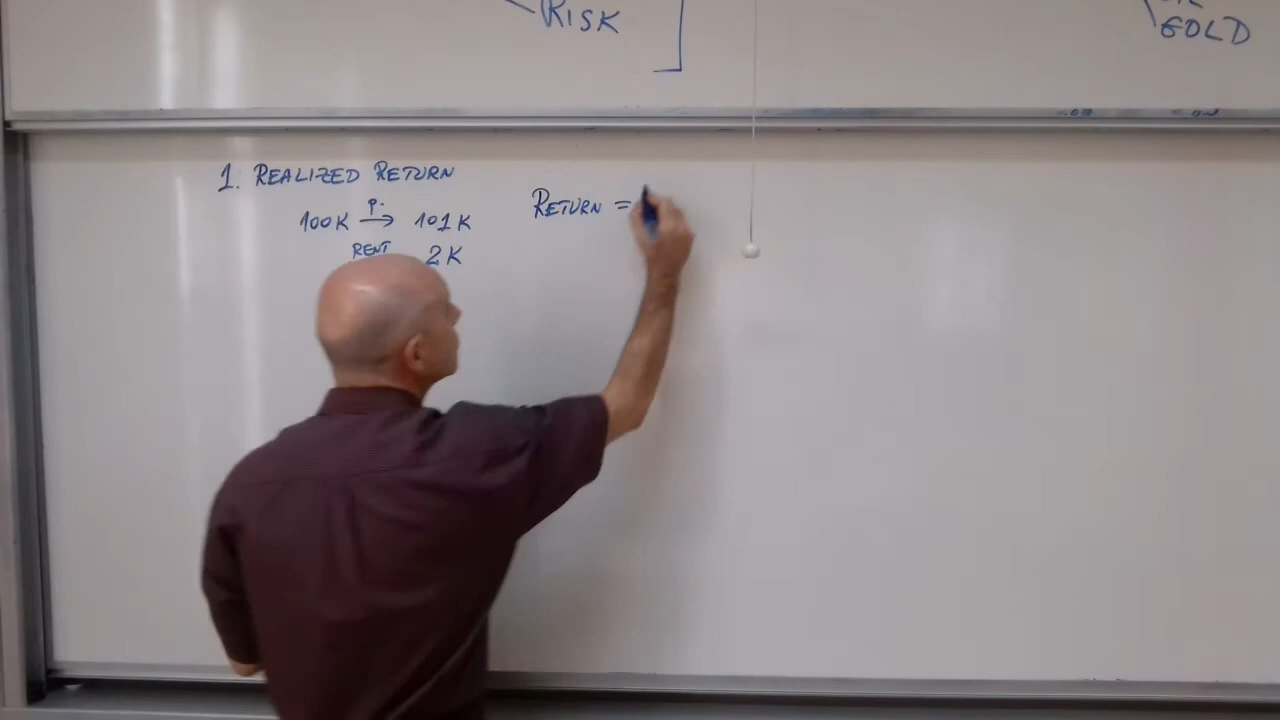 RISK
GOLD
1. REALIZED RETURN
100K P. → 101K
RENT 2K
RETURN =